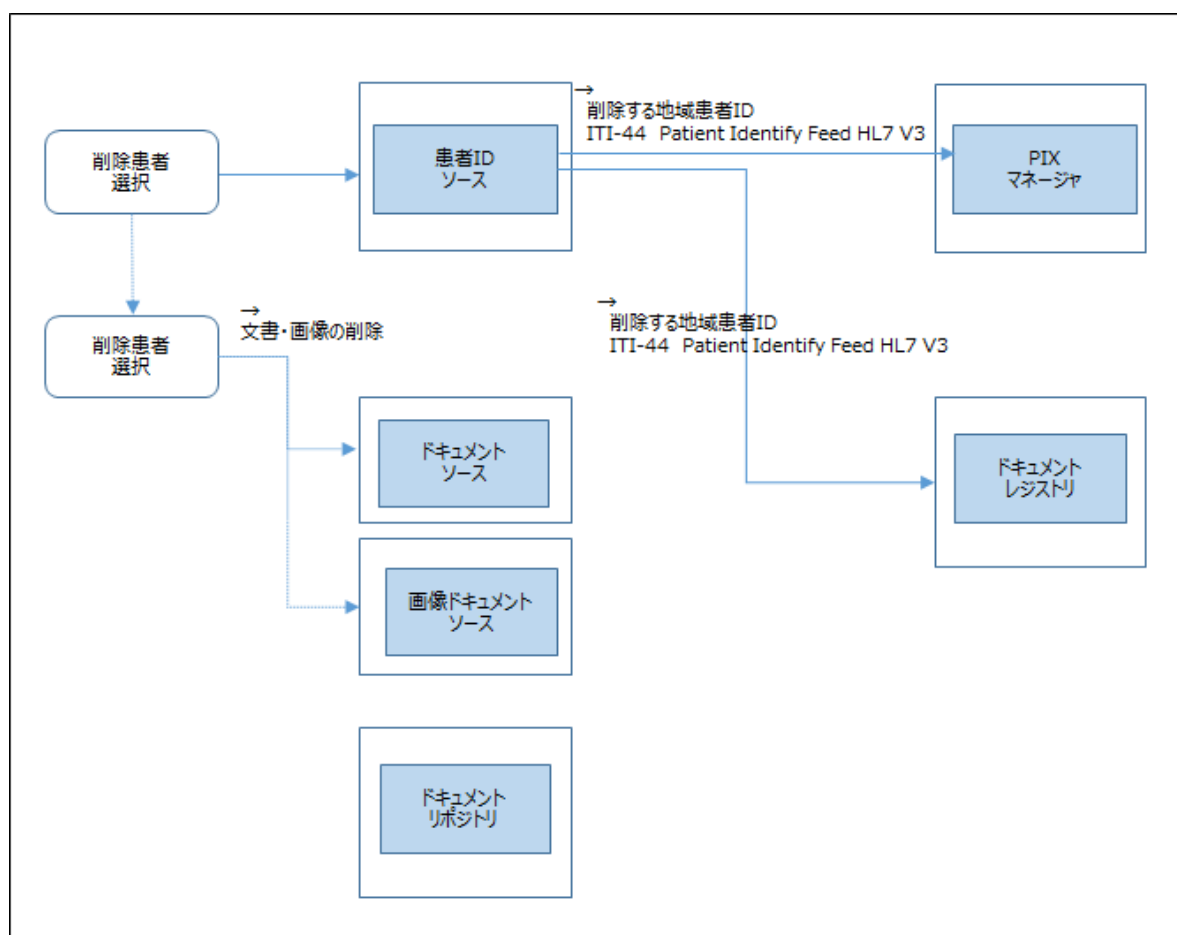 →
削除する地域患者ID
ITI-44 Patient Identify Feed HL7 V3
削除患者
選択
患者ID
ソース
PIX
マネージャ
→
文書・画像の削除
→
削除する地域患者ID
ITI-44 Patient Identify Feed HL7 V3
削除患者
選択
ドキュメント
ソース
ドキュメント
レジストリ
画像ドキュメント
ソース
ドキュメント
リポジトリ